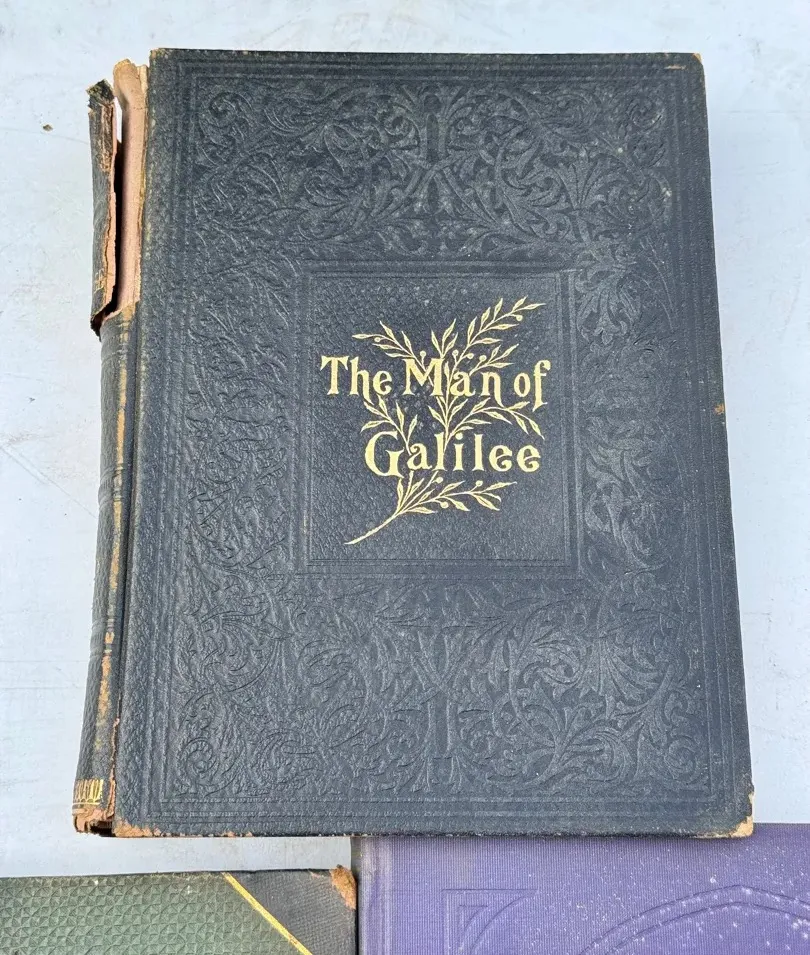 The Man of
Galilee